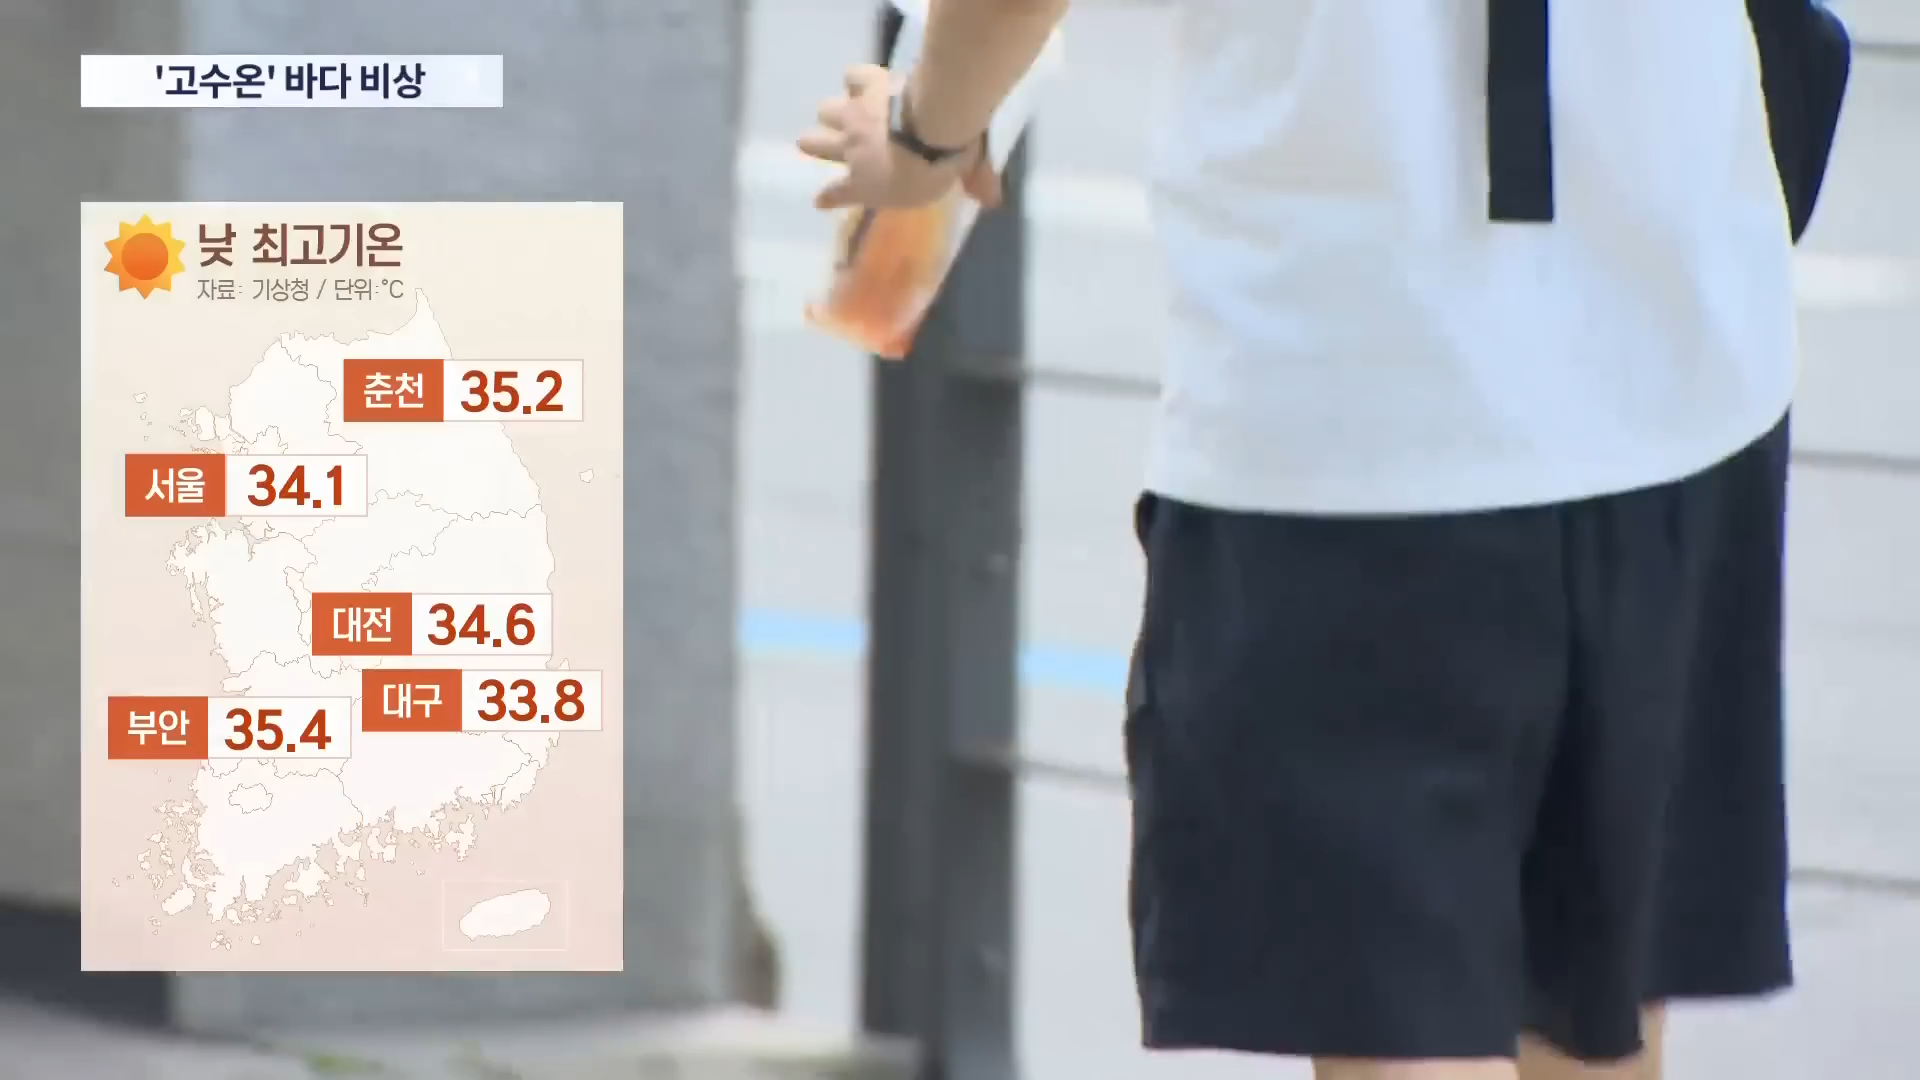 '고수온' 바다 비상
낮 최고기온
자료: 기상청 / 단위:°C
춘천 35.2
서울 34.1
대전 34.6
대구 33.8
부안 35.4